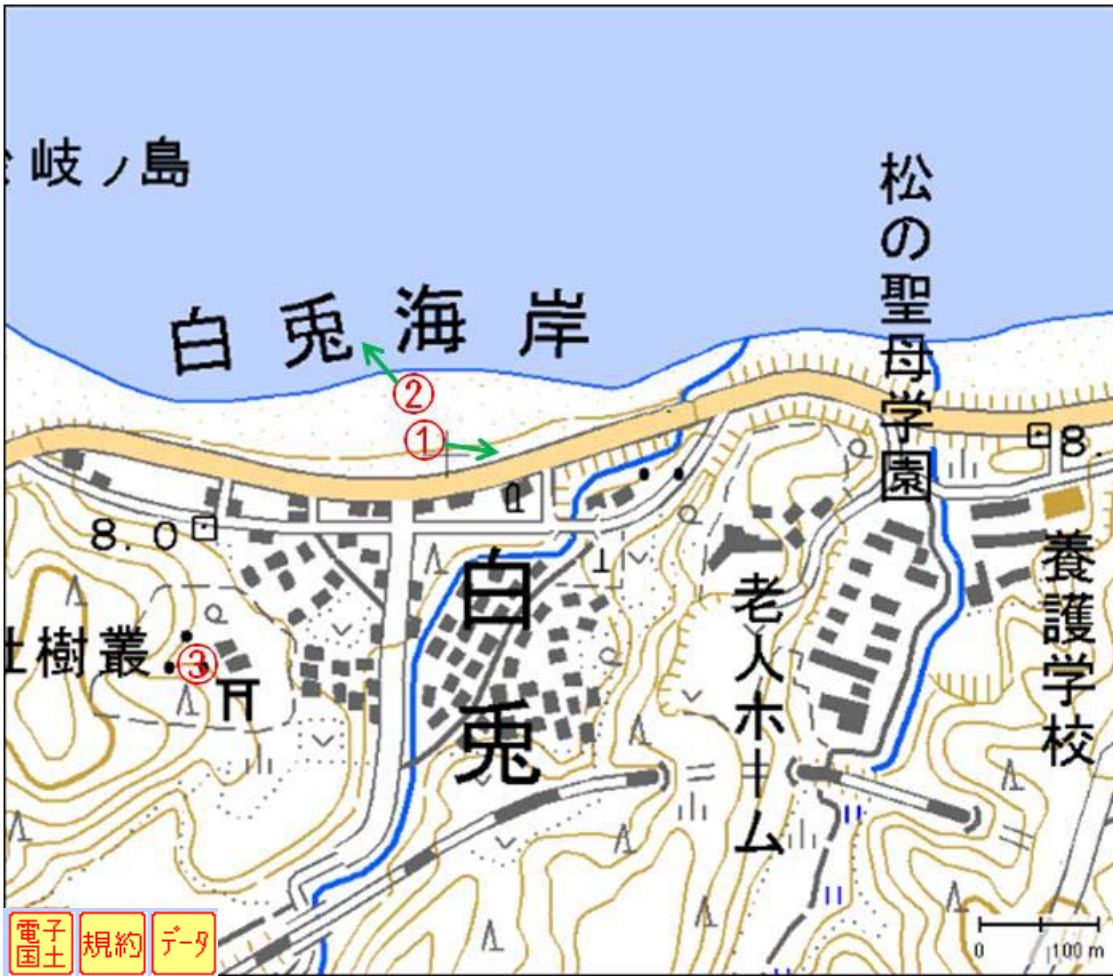 岐ノ島
松の聖母学園
白兎海岸
②
①
8.
8.0
白兎
養護学校
老人ホーム
樹叢
③
電子国土
規約
データ
0
100 m